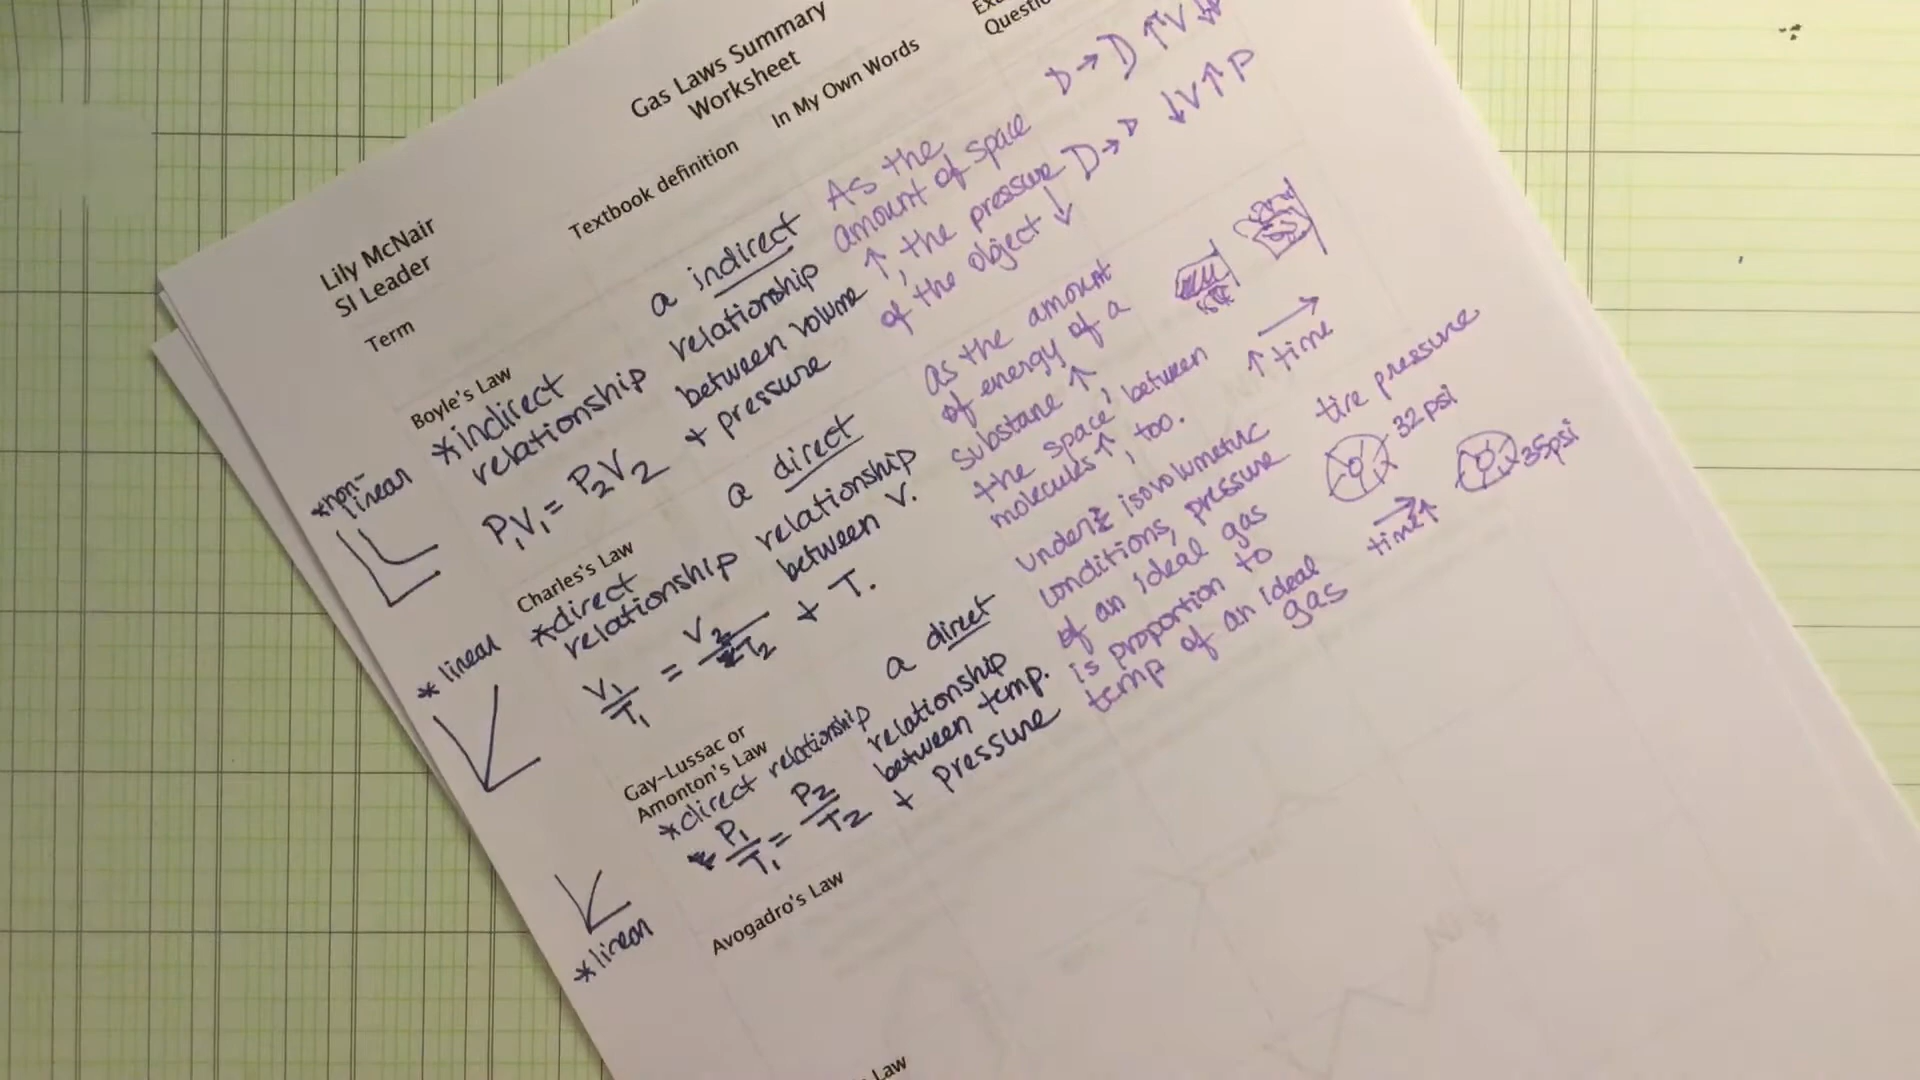 Gas Laws Summary
Worksheet
Lily McNair
SI Leader
Term
Textbook definition
In My Own Words
Questio
Boyle's Law
*indirect
relationship
P₁V₁ = P₂V₂
*non-
linear
a indirect
relationship
between volume
+ pressure
As the
amount of space
↑, the pressure
of the object ↓
D → D ↑V
D → D ↓V↑P
Charles's Law
*direct
relationship
V₁/T₁ = V₂/T₂
* linear
a direct
relationship
between V.
+ T.
as the amount
of energy of a
substane ↑,
the space between
molecules ↑, too.
→
↑ time
Gay-Lussac or
Amonton's Law
*direct relationship
P₁/T₁ = P₂/T₂
*linear
a direct
relationship
between temp.
+ pressure
under isovolumetric
conditions, pressure
of an ideal gas
is proportion to
temp of an ideal
gas
tire pressure
32 psi
35psi
→
time↑
Avogadro's Law
Law